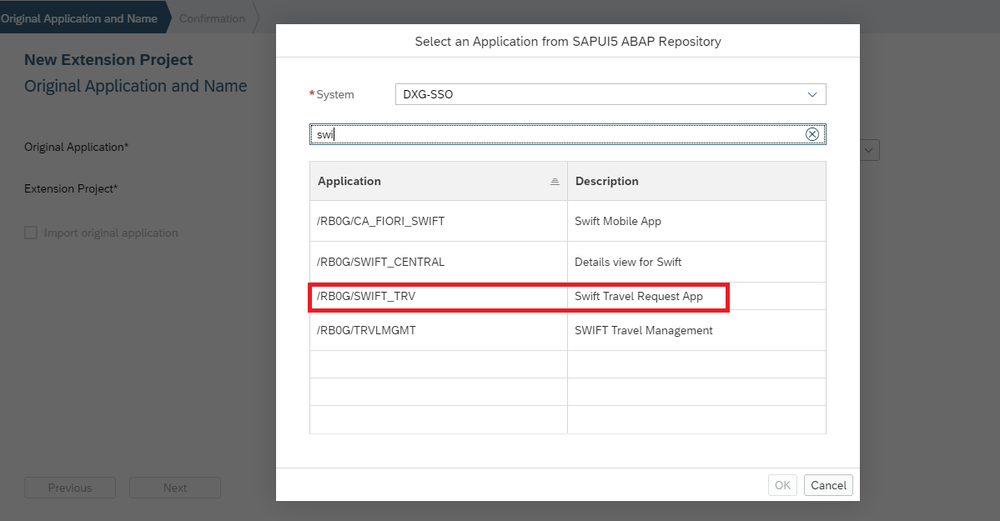 Original Application and Name
Confirmation
New Extension Project
Original Application and Name
Original Application*
Extension Project*
Import original application
Previous
Next
Select an Application from SAPUI5 ABAP Repository
*System
DXG-SSO
swi
Application Description
/RB0G/CA_FIORI_SWIFT Swift Mobile App
/RB0G/SWIFT_CENTRAL Details view for Swift
/RB0G/SWIFT_TRV Swift Travel Request App
/RB0G/TRVLMGMT SWIFT Travel Management
OK
Cancel